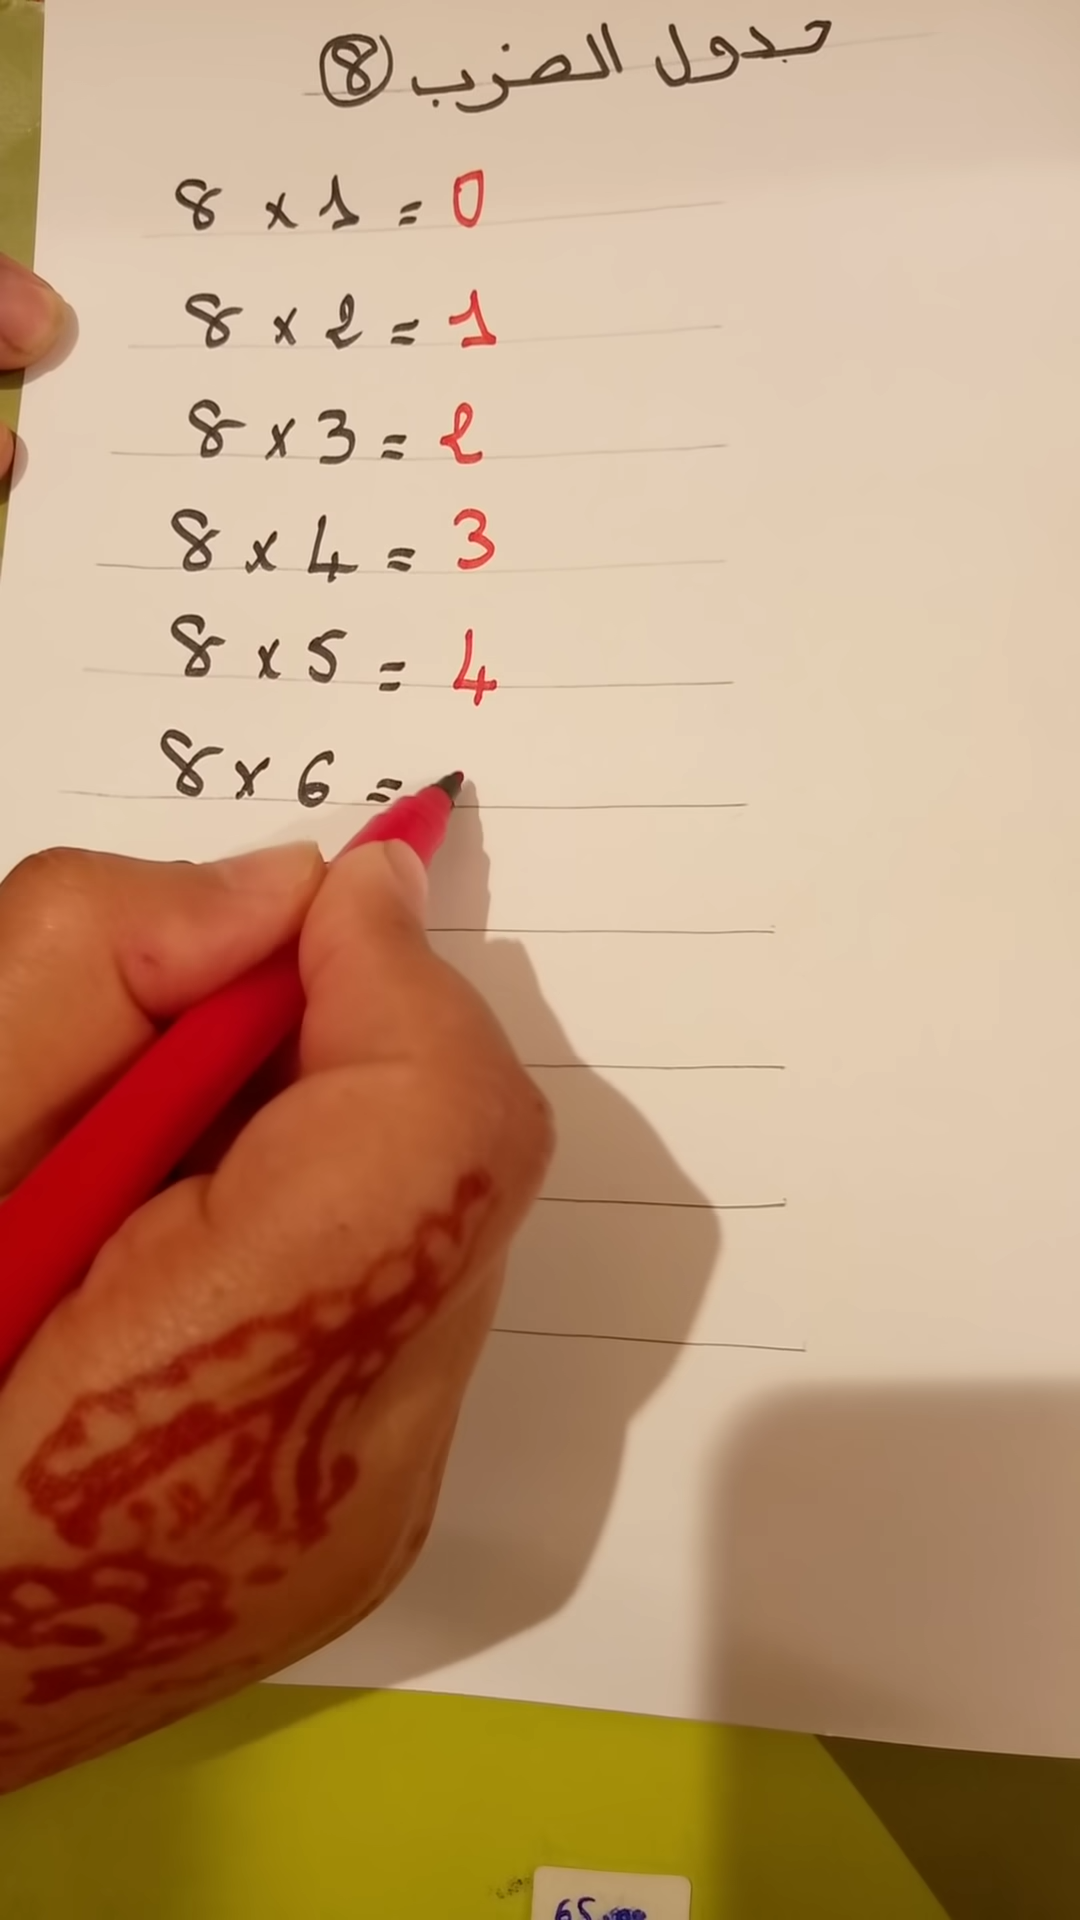 جدول الضرب 8
8 x 1 = 0
8 x 2 = 1
8 x 3 = 2
8 x 4 = 3
8 x 5 = 4
8 x 6 =
65